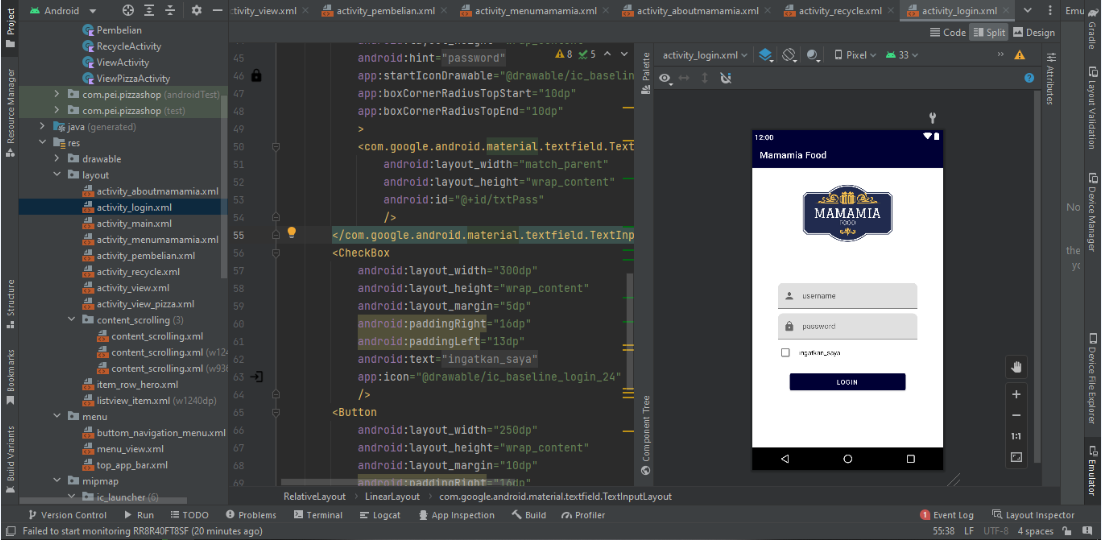 Android
activity_view.xml
activity_pembelian.xml
activity_menumamamia.xml
activity_aboutmamamia.xml
activity_recycle.xml
activity_login.xml
Emu
Code
Split
Design
Project
Resource Manager
Structure
Bookmarks
Build Variants
Pembelian
RecycleActivity
ViewActivity
ViewPizzaActivity
com.pei.pizzashop (androidTest)
com.pei.pizzashop (test)
java (generated)
res
drawable
layout
activity_aboutmamamia.xml
activity_login.xml
activity_main.xml
activity_menumamamia.xml
activity_pembelian.xml
activity_recycle.xml
activity_view.xml
activity_view_pizza.xml
content_scrolling (3)
content_scrolling.xml
content_scrolling.xml (w124
content_scrolling.xml (w936
item_row_hero.xml
listview_item.xml (w1240dp)
menu
buttom_navigation_menu.xml
menu_view.xml
top_app_bar.xml
mipmap
ic_launcher (6)
8 5
45 android:hint="password"
46 app:startIconDrawable="@drawable/ic_baseline
47 app:boxCornerRadiusTopStart="10dp"
48 app:boxCornerRadiusTopEnd="10dp"
49 >
50 <com.google.android.material.textfield.Text
51 android:layout_width="match_parent"
52 android:layout_height="wrap_content"
53 android:id="@+id/txtPass"
54 />
55 </com.google.android.material.textfield.TextInp
56 <CheckBox
57 android:layout_width="300dp"
58 android:layout_height="wrap_content"
59 android:layout_margin="5dp"
60 android:paddingRight="16dp"
61 android:paddingLeft="13dp"
62 android:text="ingatkan_saya"
63 app:icon="@drawable/ic_baseline_login_24"
64 />
65 <Button
66 android:layout_width="250dp"
67 android:layout_height="wrap_content"
68 android:layout_margin="10dp"
69 android:paddingRight="16dp"
RelativeLayout
LinearLayout
com.google.android.material.textfield.TextInputLayout
Palette
Component Tree
activity_login.xml
Pixel
33
Attributes
12:00
Mamamia Food
MAMAMIA
FOOD
username
password
ingatkan_saya
LOGIN
1:1
No
the
yc
Gradle
Layout Validation
Device Manager
Device File Explorer
Emulator
Version Control
Run
TODO
Problems
Terminal
Logcat
App Inspection
Build
Profiler
1 Event Log
Layout Inspector
Failed to start monitoring RR8R40FT8SF (20 minutes ago)
55:38
LF
UTF-8
4 spaces